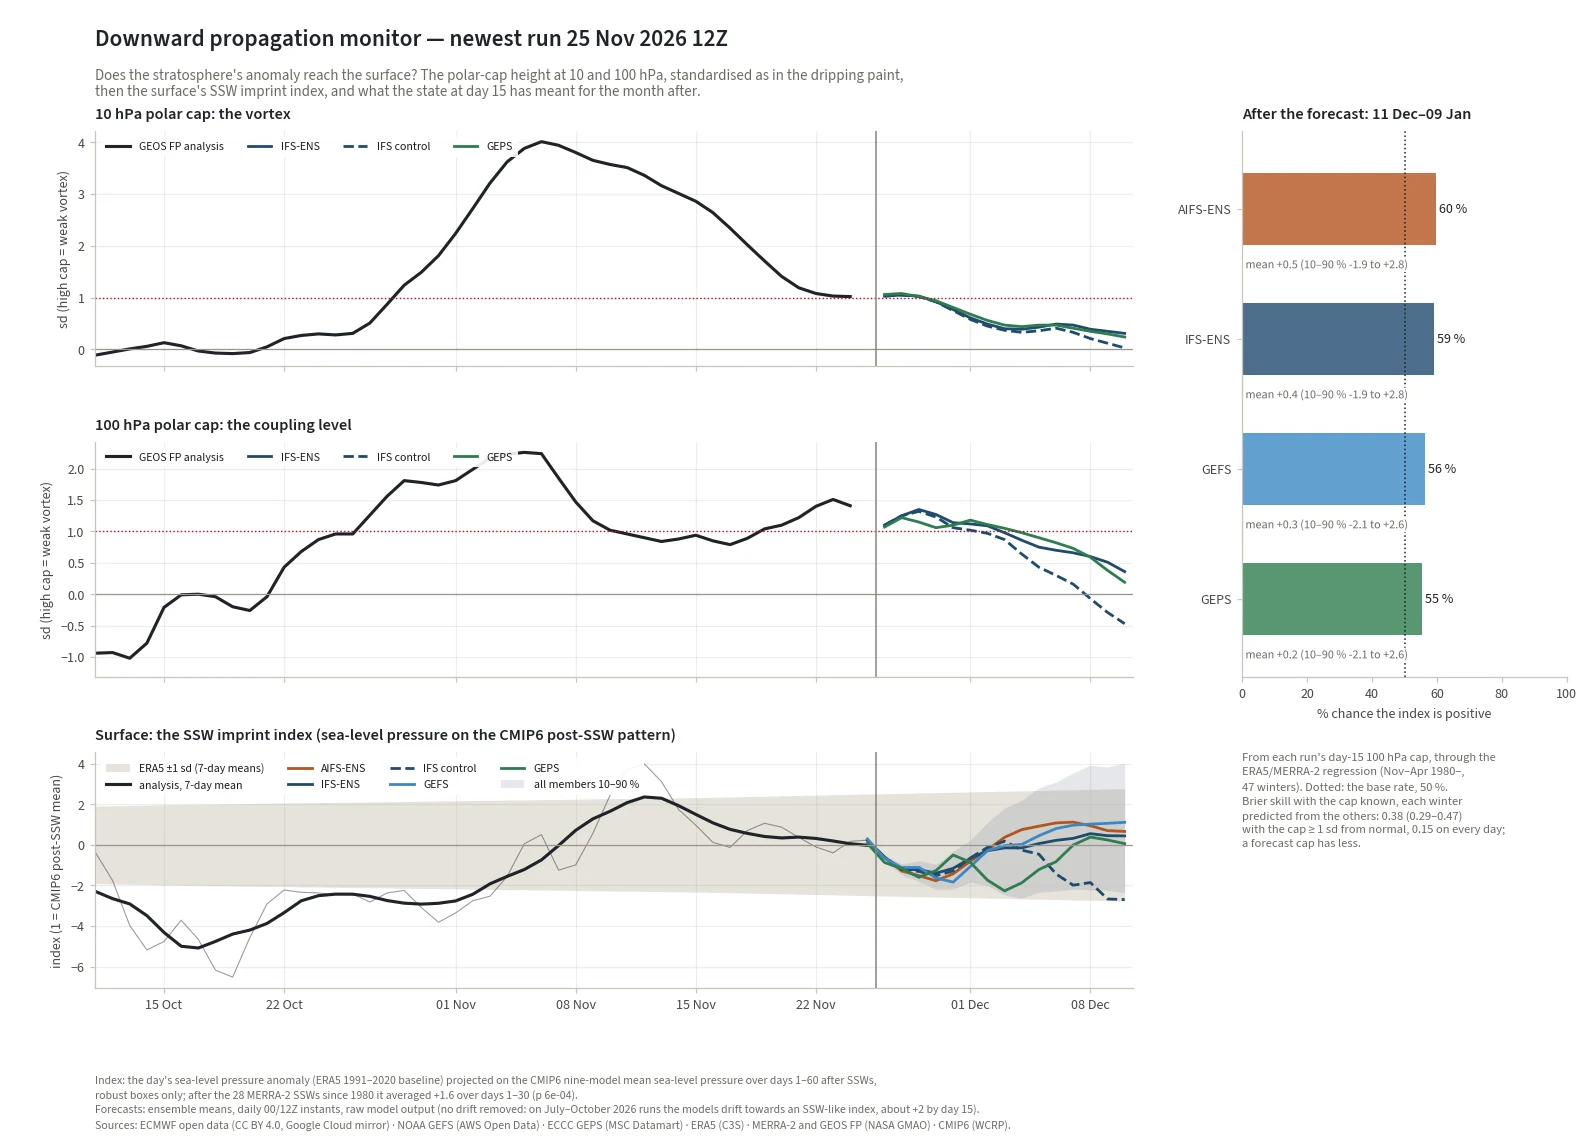 Downward propagation monitor — newest run 25 Nov 2026 12Z
Does the stratosphere's anomaly reach the surface? The polar-cap height at 10 and 100 hPa, standardised as in the dripping paint,
then the surface's SSW imprint index, and what the state at day 15 has meant for the month after.
10 hPa polar cap: the vortex
GEOS FP analysis
IFS-ENS
IFS control
GEPS
4
3
2
1
0
sd (high cap = weak vortex)
100 hPa polar cap: the coupling level
GEOS FP analysis
IFS-ENS
IFS control
GEPS
2.0
1.5
1.0
0.5
0.0
−0.5
−1.0
sd (high cap = weak vortex)
Surface: the SSW imprint index (sea-level pressure on the CMIP6 post-SSW pattern)
ERA5 ±1 sd (7-day means)
AIFS-ENS
IFS control
GEPS
analysis, 7-day mean
IFS-ENS
GEFS
all members 10–90 %
4
2
0
−2
−4
−6
index (1 = CMIP6 post-SSW mean)
15 Oct
22 Oct
01 Nov
08 Nov
15 Nov
22 Nov
01 Dec
08 Dec
After the forecast: 11 Dec–09 Jan
AIFS-ENS
60 %
mean +0.5 (10–90 % -1.9 to +2.8)
IFS-ENS
59 %
mean +0.4 (10–90 % -1.9 to +2.8)
GEFS
56 %
mean +0.3 (10–90 % -2.1 to +2.6)
GEPS
55 %
mean +0.2 (10–90 % -2.1 to +2.6)
0
20
40
60
80
100
% chance the index is positive
From each run's day-15 100 hPa cap, through the
ERA5/MERRA-2 regression (Nov–Apr 1980–,
47 winters). Dotted: the base rate, 50 %.
Brier skill with the cap known, each winter
predicted from the others: 0.38 (0.29–0.47)
with the cap ≥ 1 sd from normal, 0.15 on every day;
a forecast cap has less.
Index: the day's sea-level pressure anomaly (ERA5 1991–2020 baseline) projected on the CMIP6 nine-model mean sea-level pressure over days 1–60 after SSWs,
robust boxes only; after the 28 MERRA-2 SSWs since 1980 it averaged +1.6 over days 1–30 (p 6e-04).
Forecasts: ensemble means, daily 00/12Z instants, raw model output (no drift removed: on July–October 2026 runs the models drift towards an SSW-like index, about +2 by day 15).
Sources: ECMWF open data (CC BY 4.0, Google Cloud mirror) · NOAA GEFS (AWS Open Data) · ECCC GEPS (MSC Datamart) · ERA5 (C3S) · MERRA-2 and GEOS FP (NASA GMAO) · CMIP6 (WCRP).